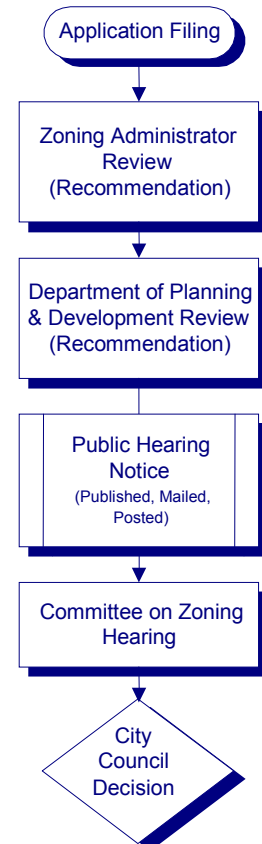 Application Filing
Zoning Administrator
Review
(Recommendation)
Department of Planning
& Development Review
(Recommendation)
Public Hearing
Notice
(Published, Mailed,
Posted)
Committee on Zoning
Hearing
City
Council
Decision